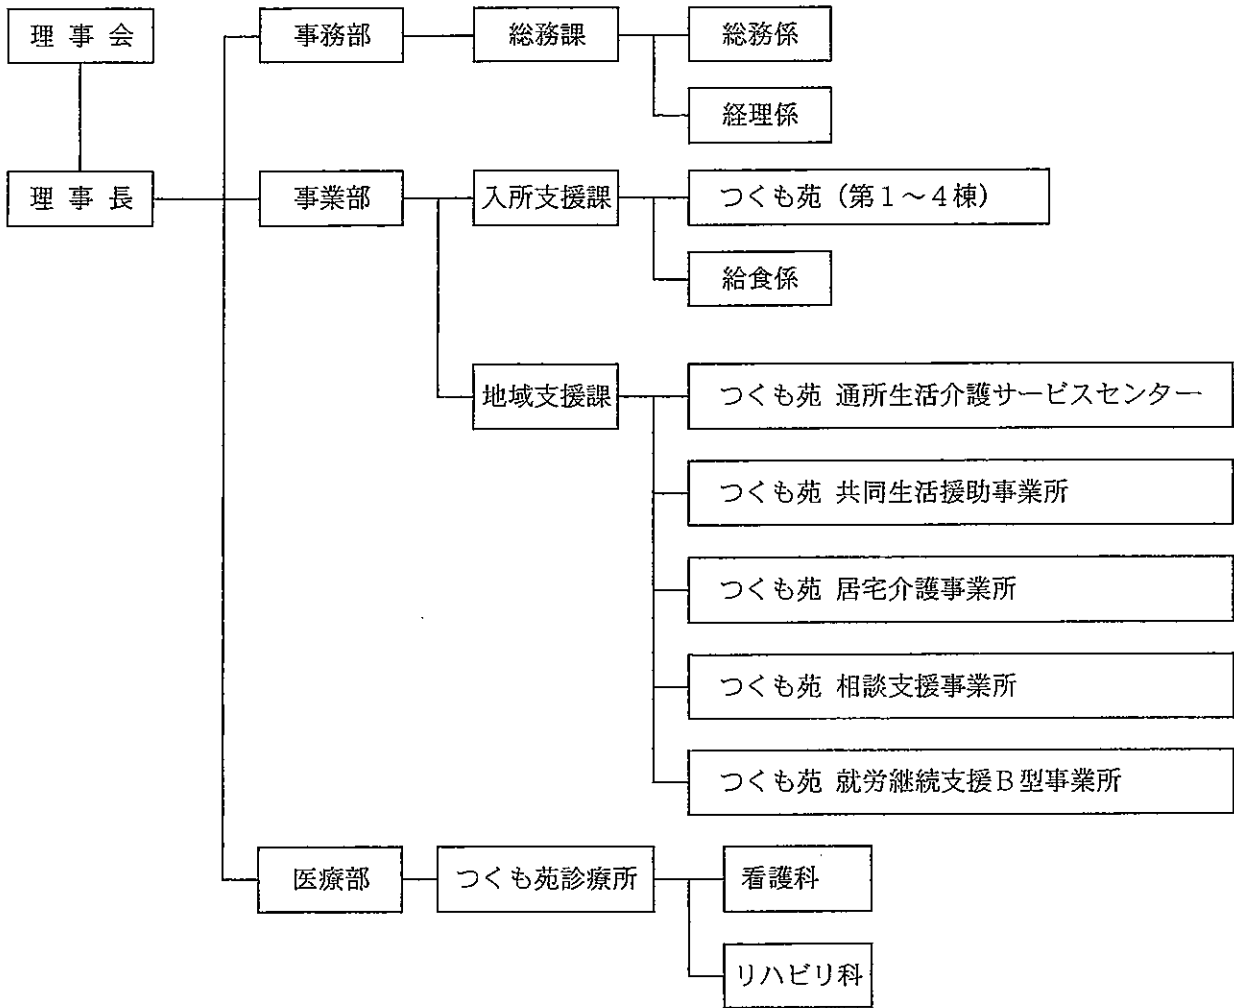 理事会
事務部
総務課
総務係
経理係
理事長
事業部
入所支援課
つくも苑(第1~4棟)
給食係
地域支援課
つくも苑 通所生活介護サービスセンター
つくも苑 共同生活援助事業所
つくも苑 居宅介護事業所
つくも苑 相談支援事業所
つくも苑 就労継続支援B型事業所
医療部
つくも苑診療所
看護科
リハビリ科